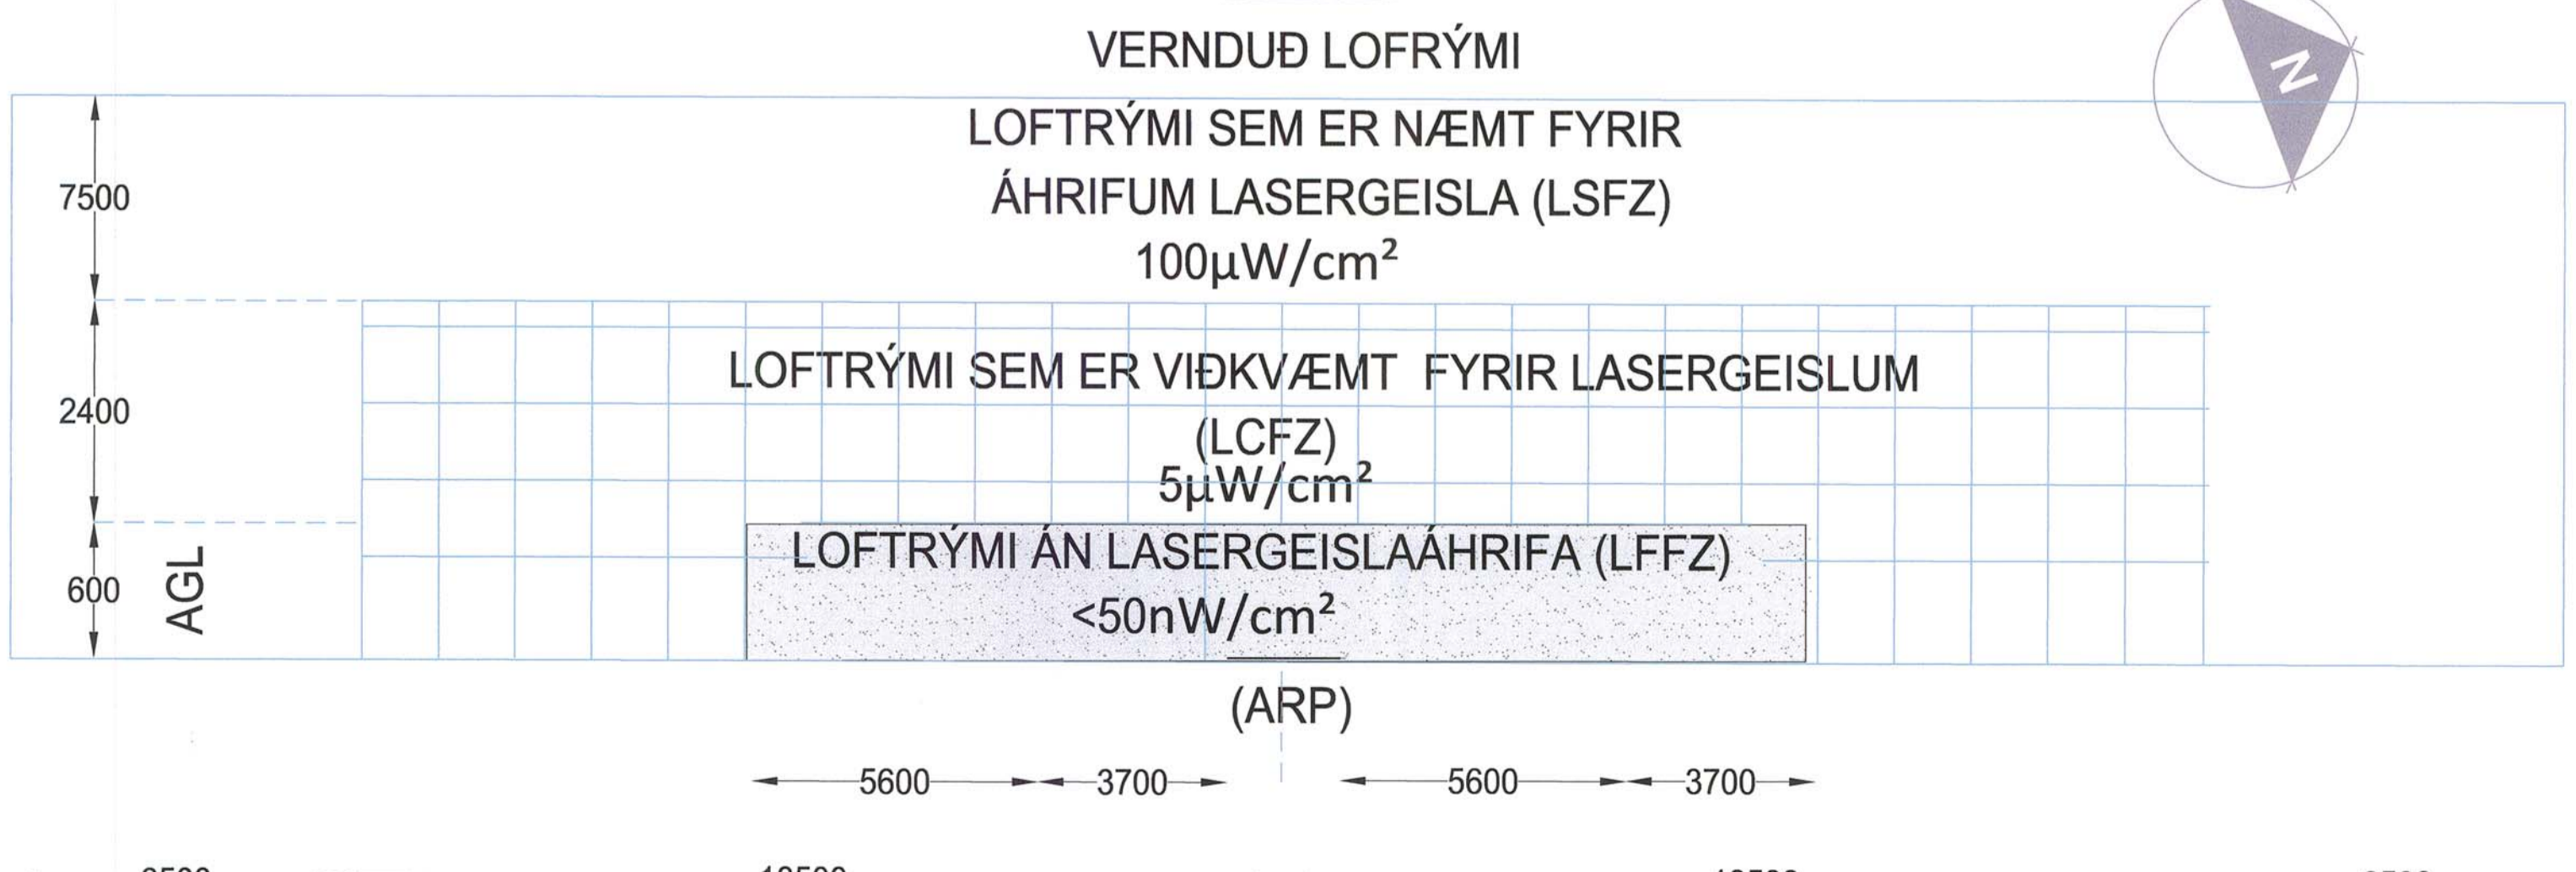 VERNDUÐ LOFRÝMI
N
LOFTRÝMI SEM ER NÆMT FYRIR
ÁHRIFUM LASERGEISLA (LSFZ)
100µW/cm²
7500
LOFTRÝMI SEM ER VIÐKVÆMT FYRIR LASERGEISLUM
(LCFZ)
5µW/cm²
2400
LOFTRÝMI ÁN LASERGEISLAÁHRIFA (LFFZ)
<50nW/cm²
600
AGL
(ARP)
5600 3700 5600 3700